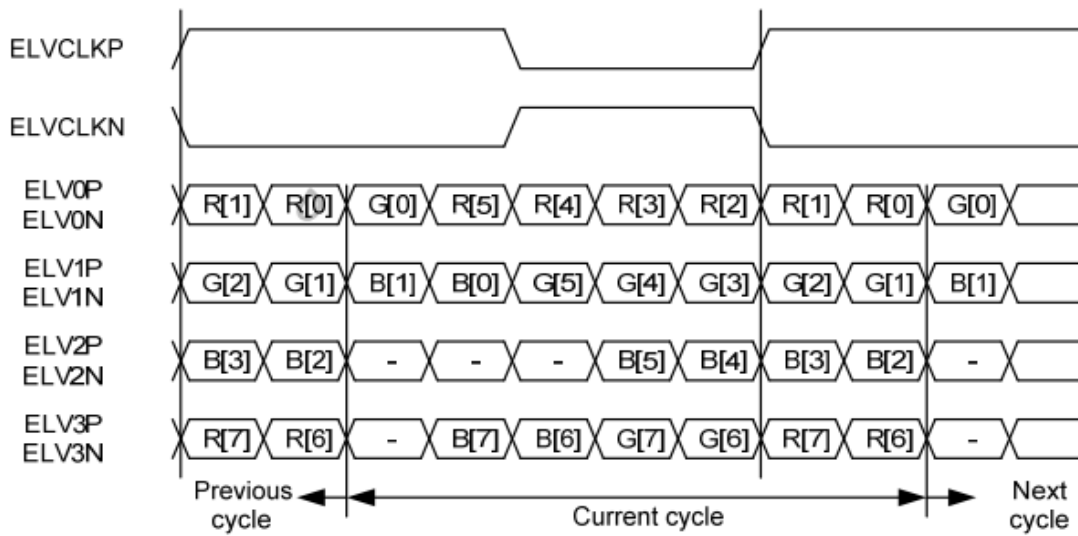 ELVCLKP
ELVCLKN
ELV0P
ELV0N
R[1] R[0] G[0] R[5] R[4] R[3] R[2] R[1] R[0] G[0]
ELV1P
ELV1N
G[2] G[1] B[1] B[0] G[5] G[4] G[3] G[2] G[1] B[1]
ELV2P
ELV2N
B[3] B[2] - - - B[5] B[4] B[3] B[2] -
ELV3P
ELV3N
R[7] R[6] - B[7] B[6] G[7] G[6] R[7] R[6] -
Previous
cycle
Current cycle
Next
cycle